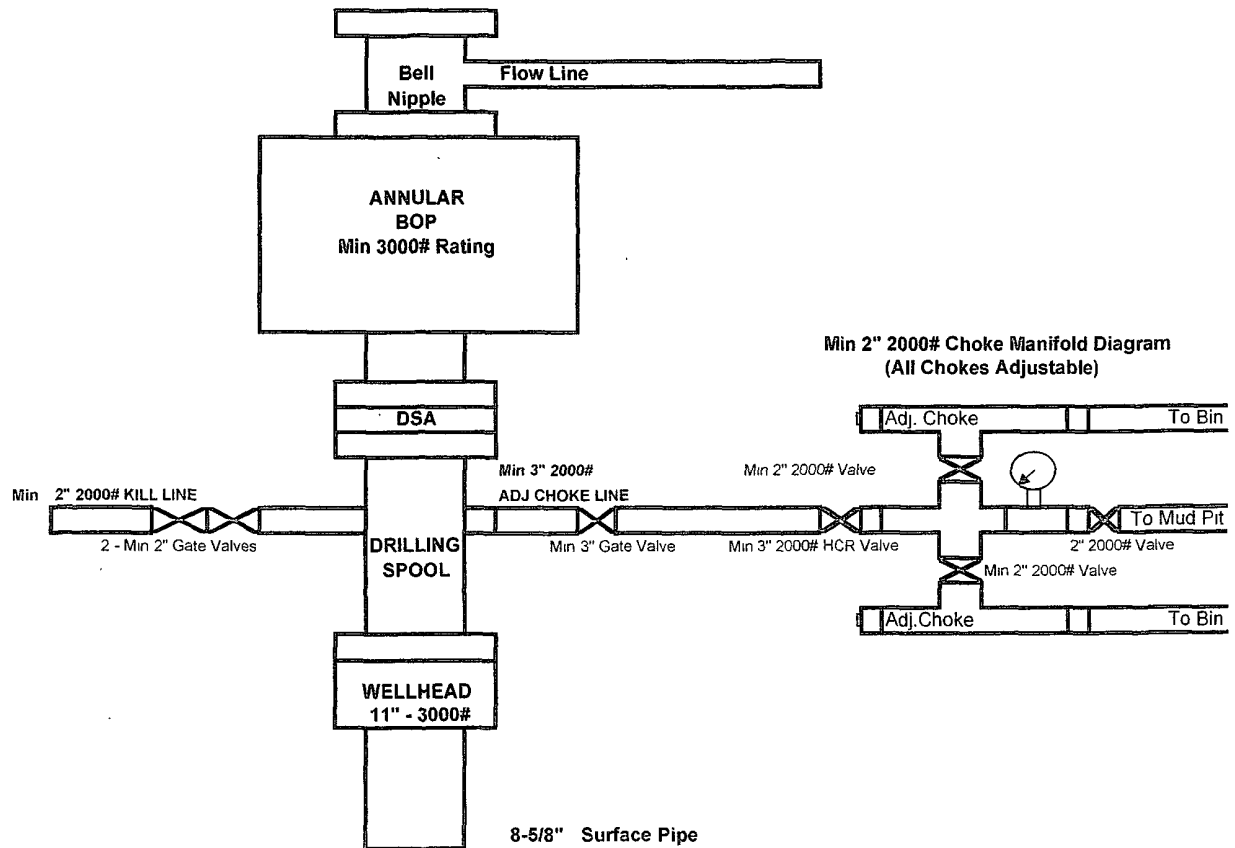 Bell
Nipple
Flow Line
ANNULAR
BOP
Min 3000# Rating
Min 2" 2000# Choke Manifold Diagram
(All Chokes Adjustable)
DSA
Adj. Choke
To Bin
Min 3" 2000#
ADJ CHOKE LINE
Min 2" 2000# Valve
Min 2" 2000# KILL LINE
To Mud Pit
2 - Min 2" Gate Valves
DRILLING
SPOOL
Min 3" Gate Valve
Min 3" 2000# HCR Valve
2" 2000# Valve
Min 2" 2000# Valve
Adj.Choke
To Bin
WELLHEAD
11" - 3000#
8-5/8" Surface Pipe